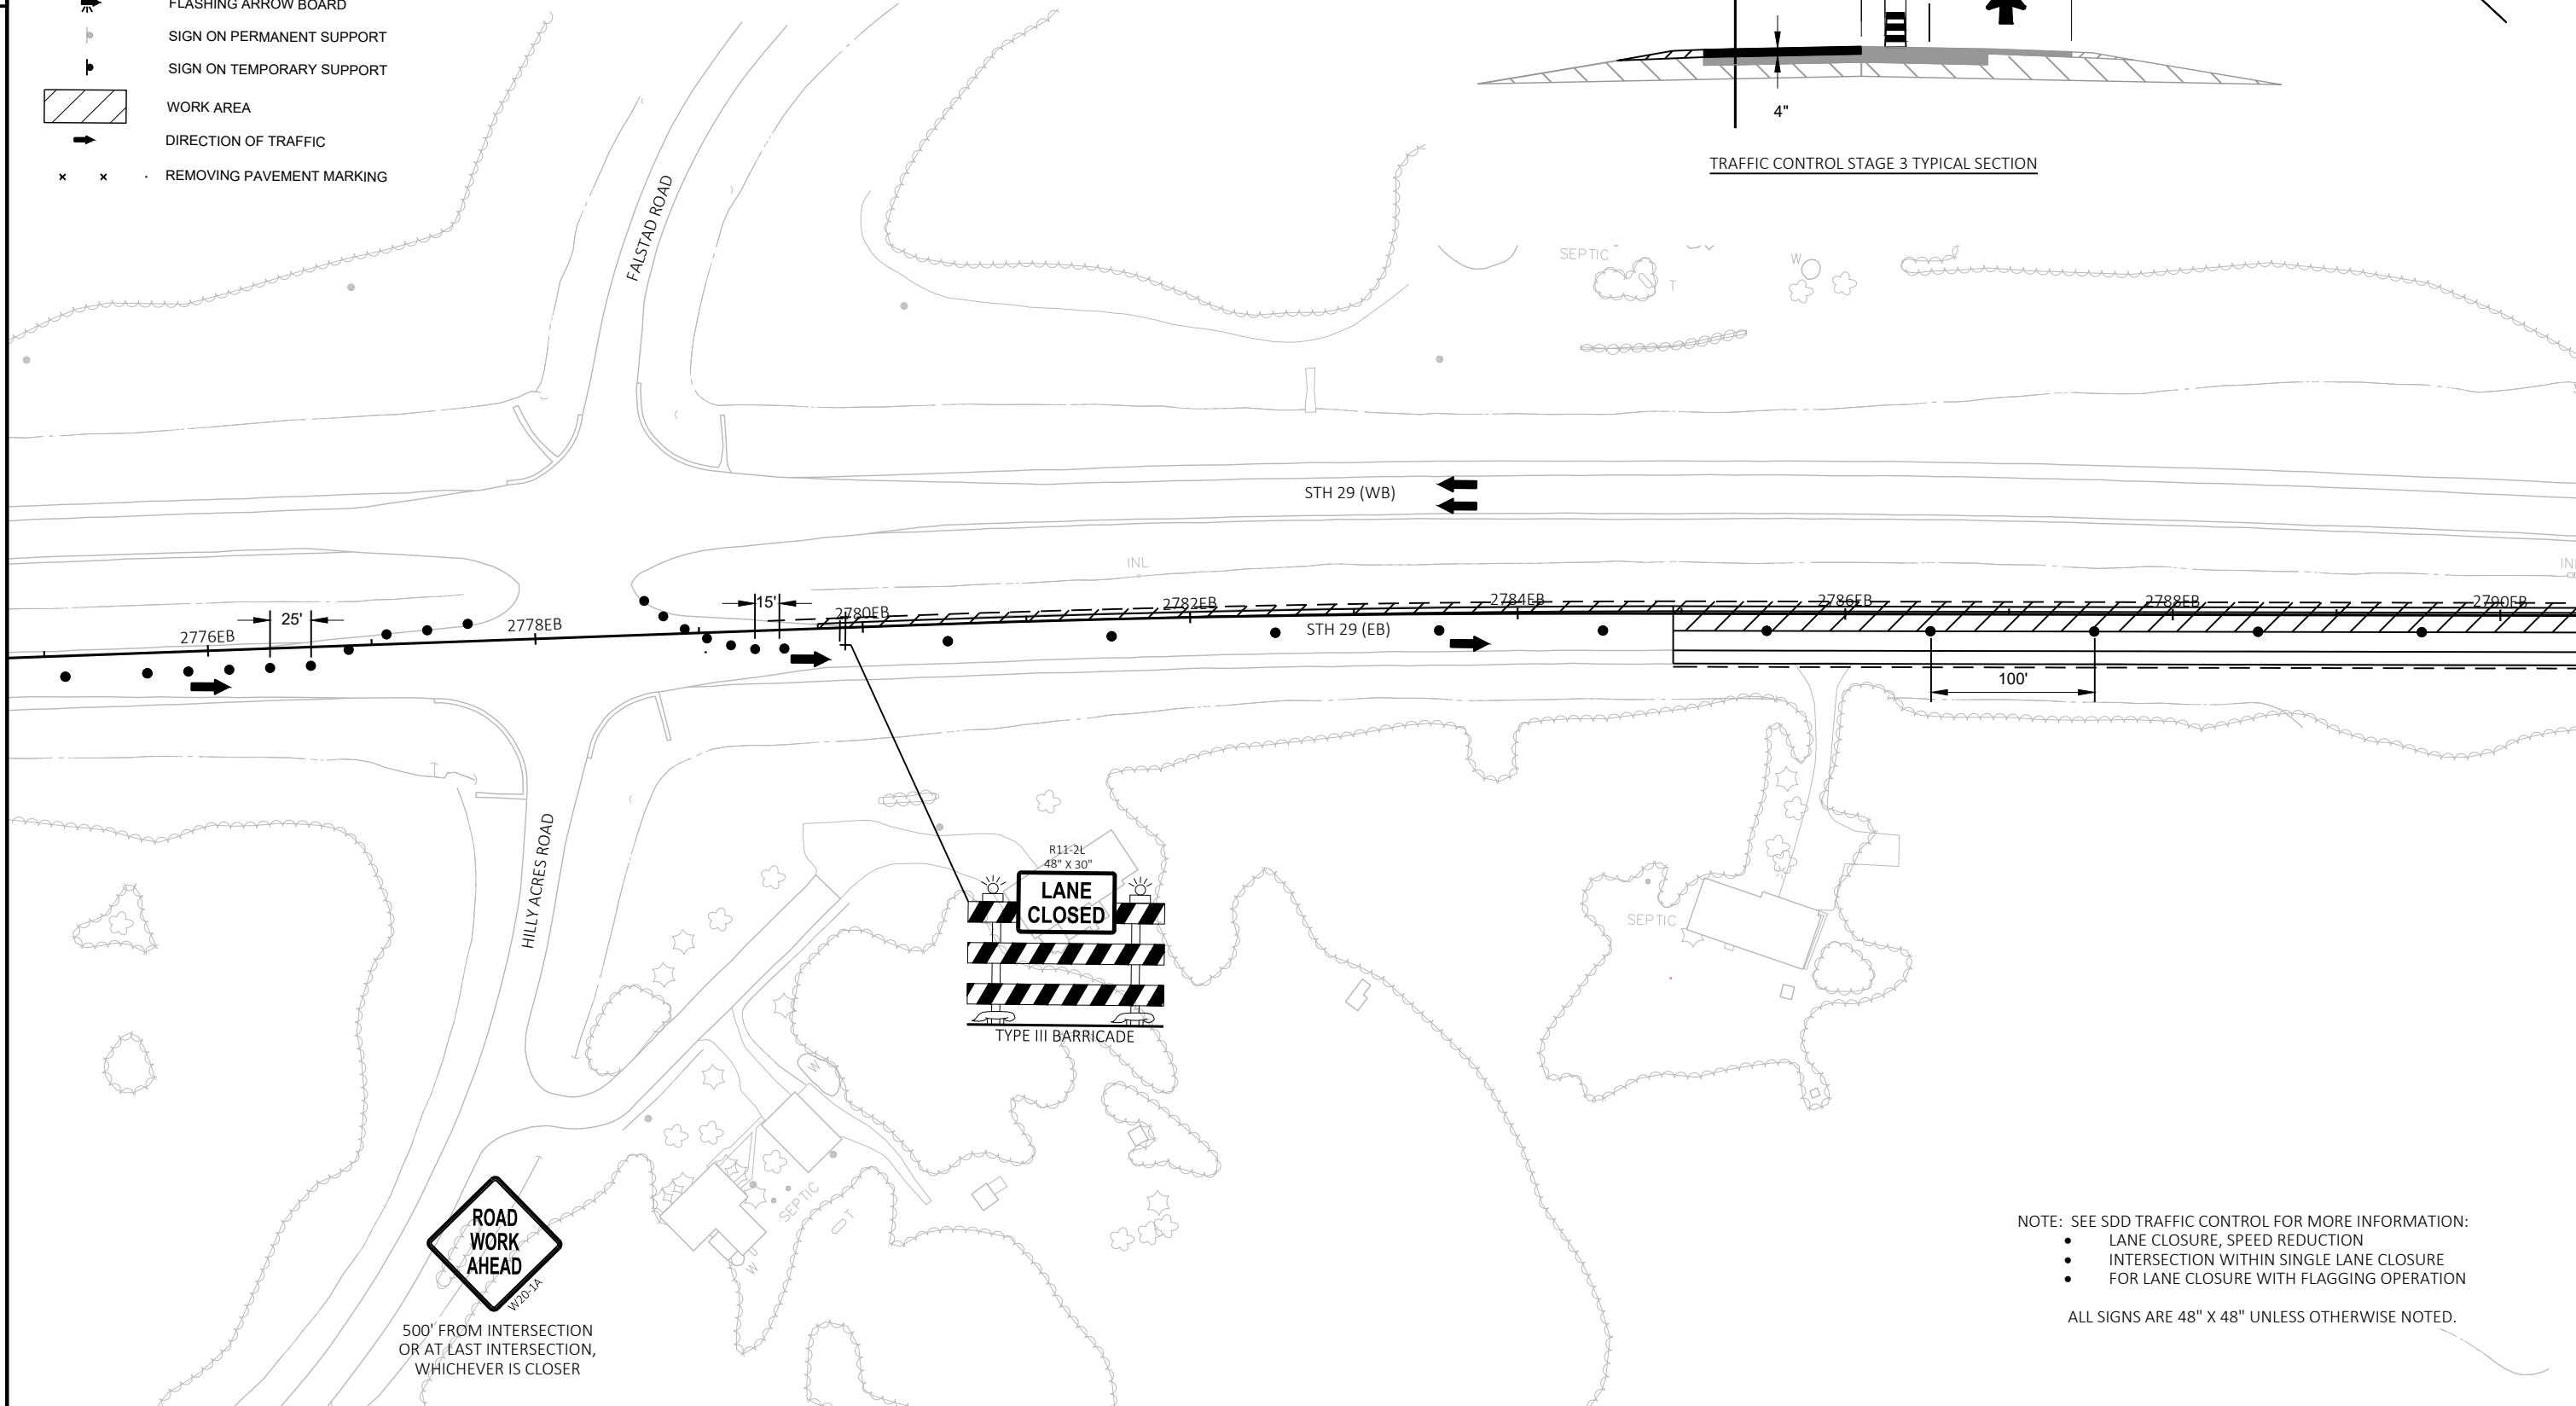 FLASHING ARROW BOARD
SIGN ON PERMANENT SUPPORT
SIGN ON TEMPORARY SUPPORT
WORK AREA
DIRECTION OF TRAFFIC
REMOVING PAVEMENT MARKING
4"
TRAFFIC CONTROL STAGE 3 TYPICAL SECTION
FALSTAD ROAD
SEPTIC
T
W
STH 29 (WB)
INL
INL
2776EB
25'
2778EB
15'
2780EB
2782EB
2784EB
2786EB
2788EB
2790EB
STH 29 (EB)
100'
HILLY ACRES ROAD
R11-2L
48" X 30"
LANE
CLOSED
TYPE III BARRICADE
SEPTIC
W
SEPTIC
T
W
ROAD
WORK
AHEAD
W20-1A
500' FROM INTERSECTION
OR AT LAST INTERSECTION,
WHICHEVER IS CLOSER
NOTE: SEE SDD TRAFFIC CONTROL FOR MORE INFORMATION:
• LANE CLOSURE, SPEED REDUCTION
• INTERSECTION WITHIN SINGLE LANE CLOSURE
• FOR LANE CLOSURE WITH FLAGGING OPERATION
ALL SIGNS ARE 48" X 48" UNLESS OTHERWISE NOTED.